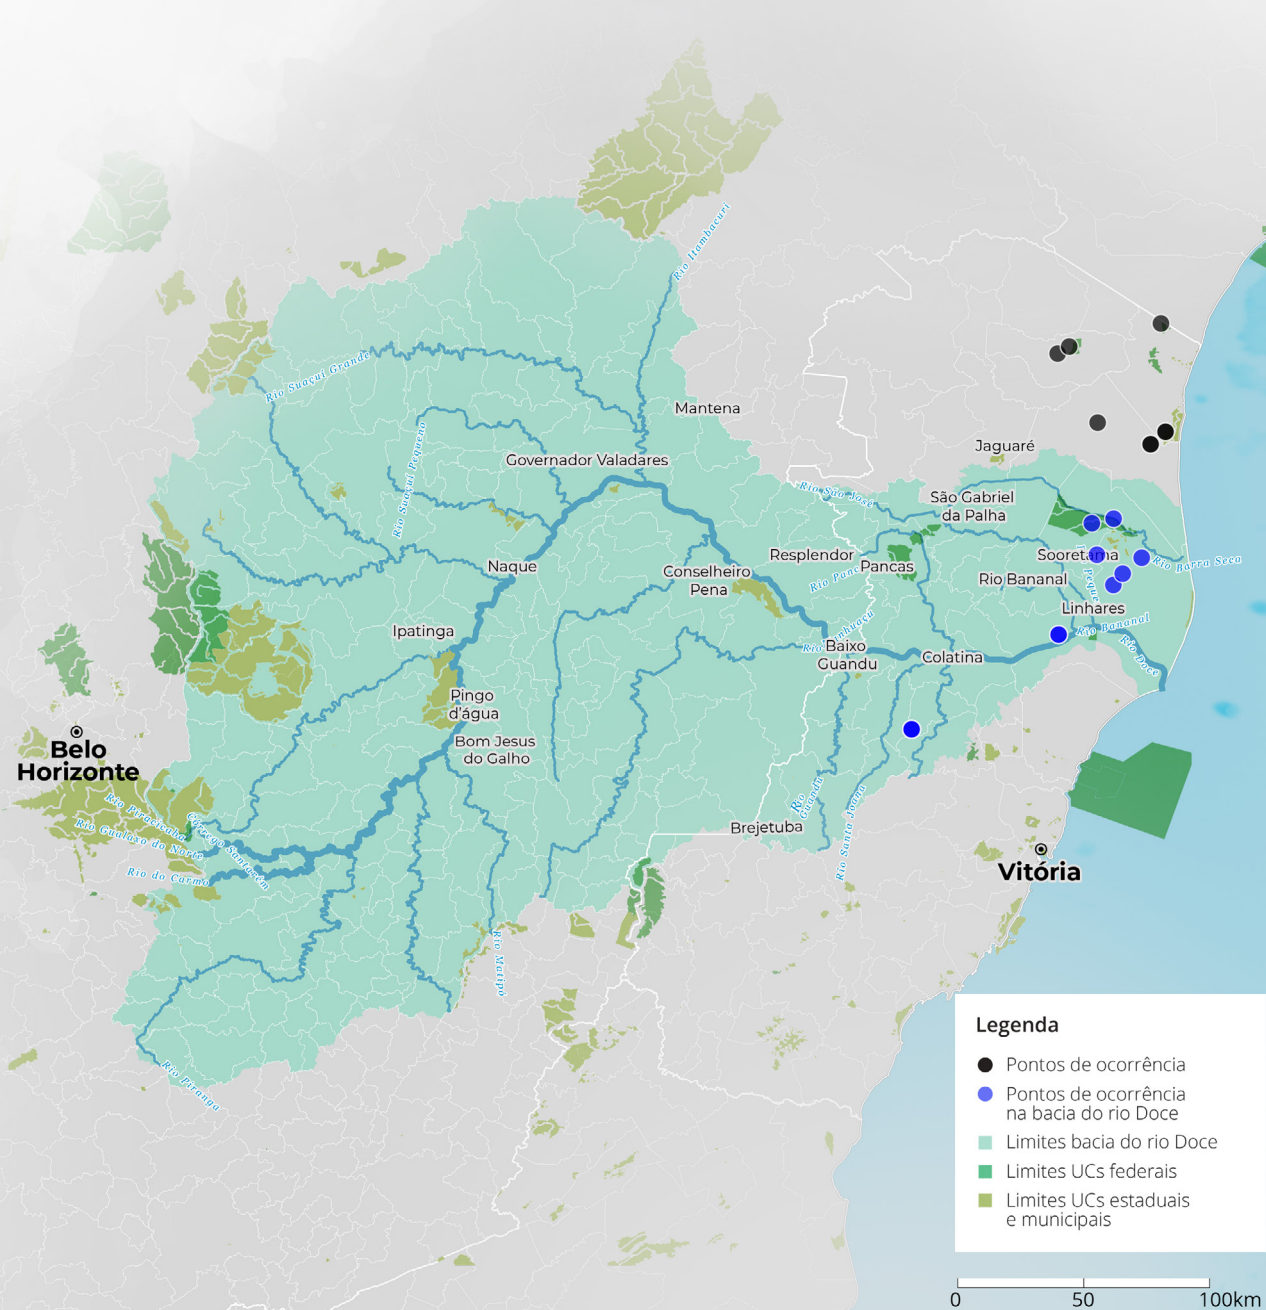 Rio Itambacuri
Rio Suaçui Grande
Mantena
Rio Suaçui Pequeno
Governador Valadares
Jaguaré
Rio São José
São Gabriel
da Palha
Naque
Conselheiro
Pena
Resplendor
Pancas
Sooretama
Rio Barra Seca
Rio Bananal
Linhares
Rio Bananal
Rio Doce
Ipatinga
Baixo
Guandu
Colatina
Pingo
d'água
Bom Jesus
do Galho
Belo
Horizonte
Rio Piracicaba
Rio Gualaxo do Norte
Córrego Santarém
Rio do Carmo
Rio
Guandu
Rio Santa Joana
Brejetuba
Vitória
Rio Matipó
Rio Piranga
Legenda
Pontos de ocorrência
Pontos de ocorrência
na bacia do rio Doce
Limites bacia do rio Doce
Limites UCs federais
Limites UCs estaduais
e municipais
0 50 100km